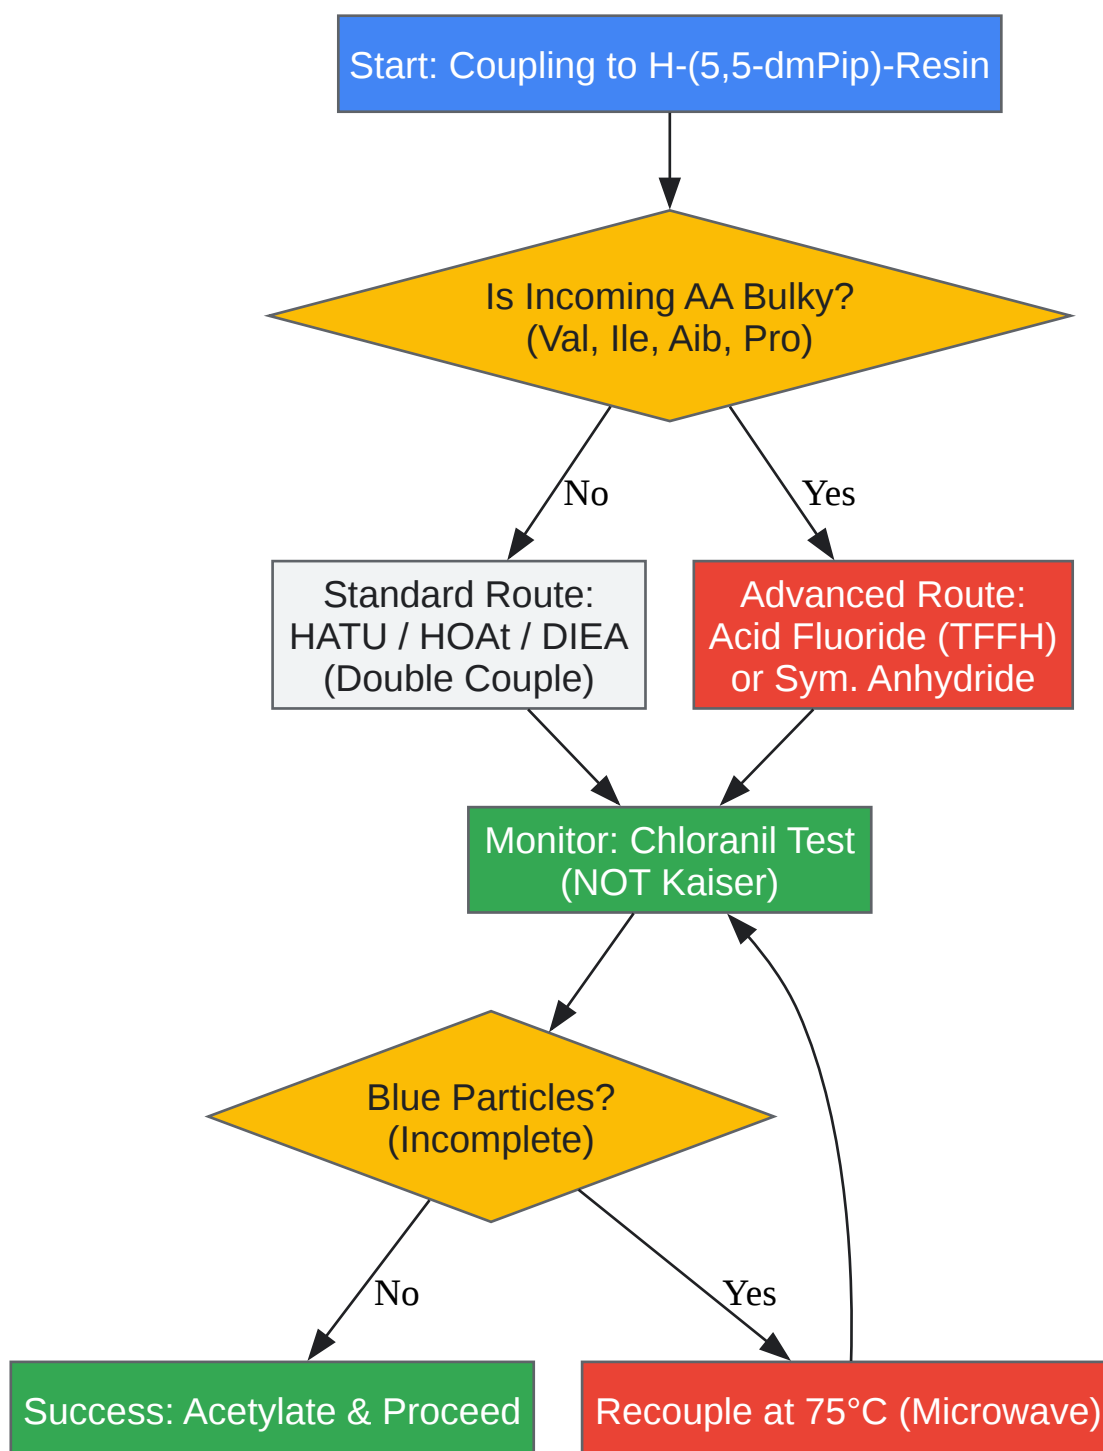 Start: Coupling to H-(5,5-dmPip)-Resin
Is Incoming AA Bulky?
(Val, Ile, Aib, Pro)
No
Yes
Standard Route:
HATU / HOAt / DIEA
(Double Couple)
Advanced Route:
Acid Fluoride (TFFH)
or Sym. Anhydride
Monitor: Chloranil Test
(NOT Kaiser)
Blue Particles?
(Incomplete)
No
Yes
Success: Acetylate & Proceed
Recouple at 75°C (Microwave)